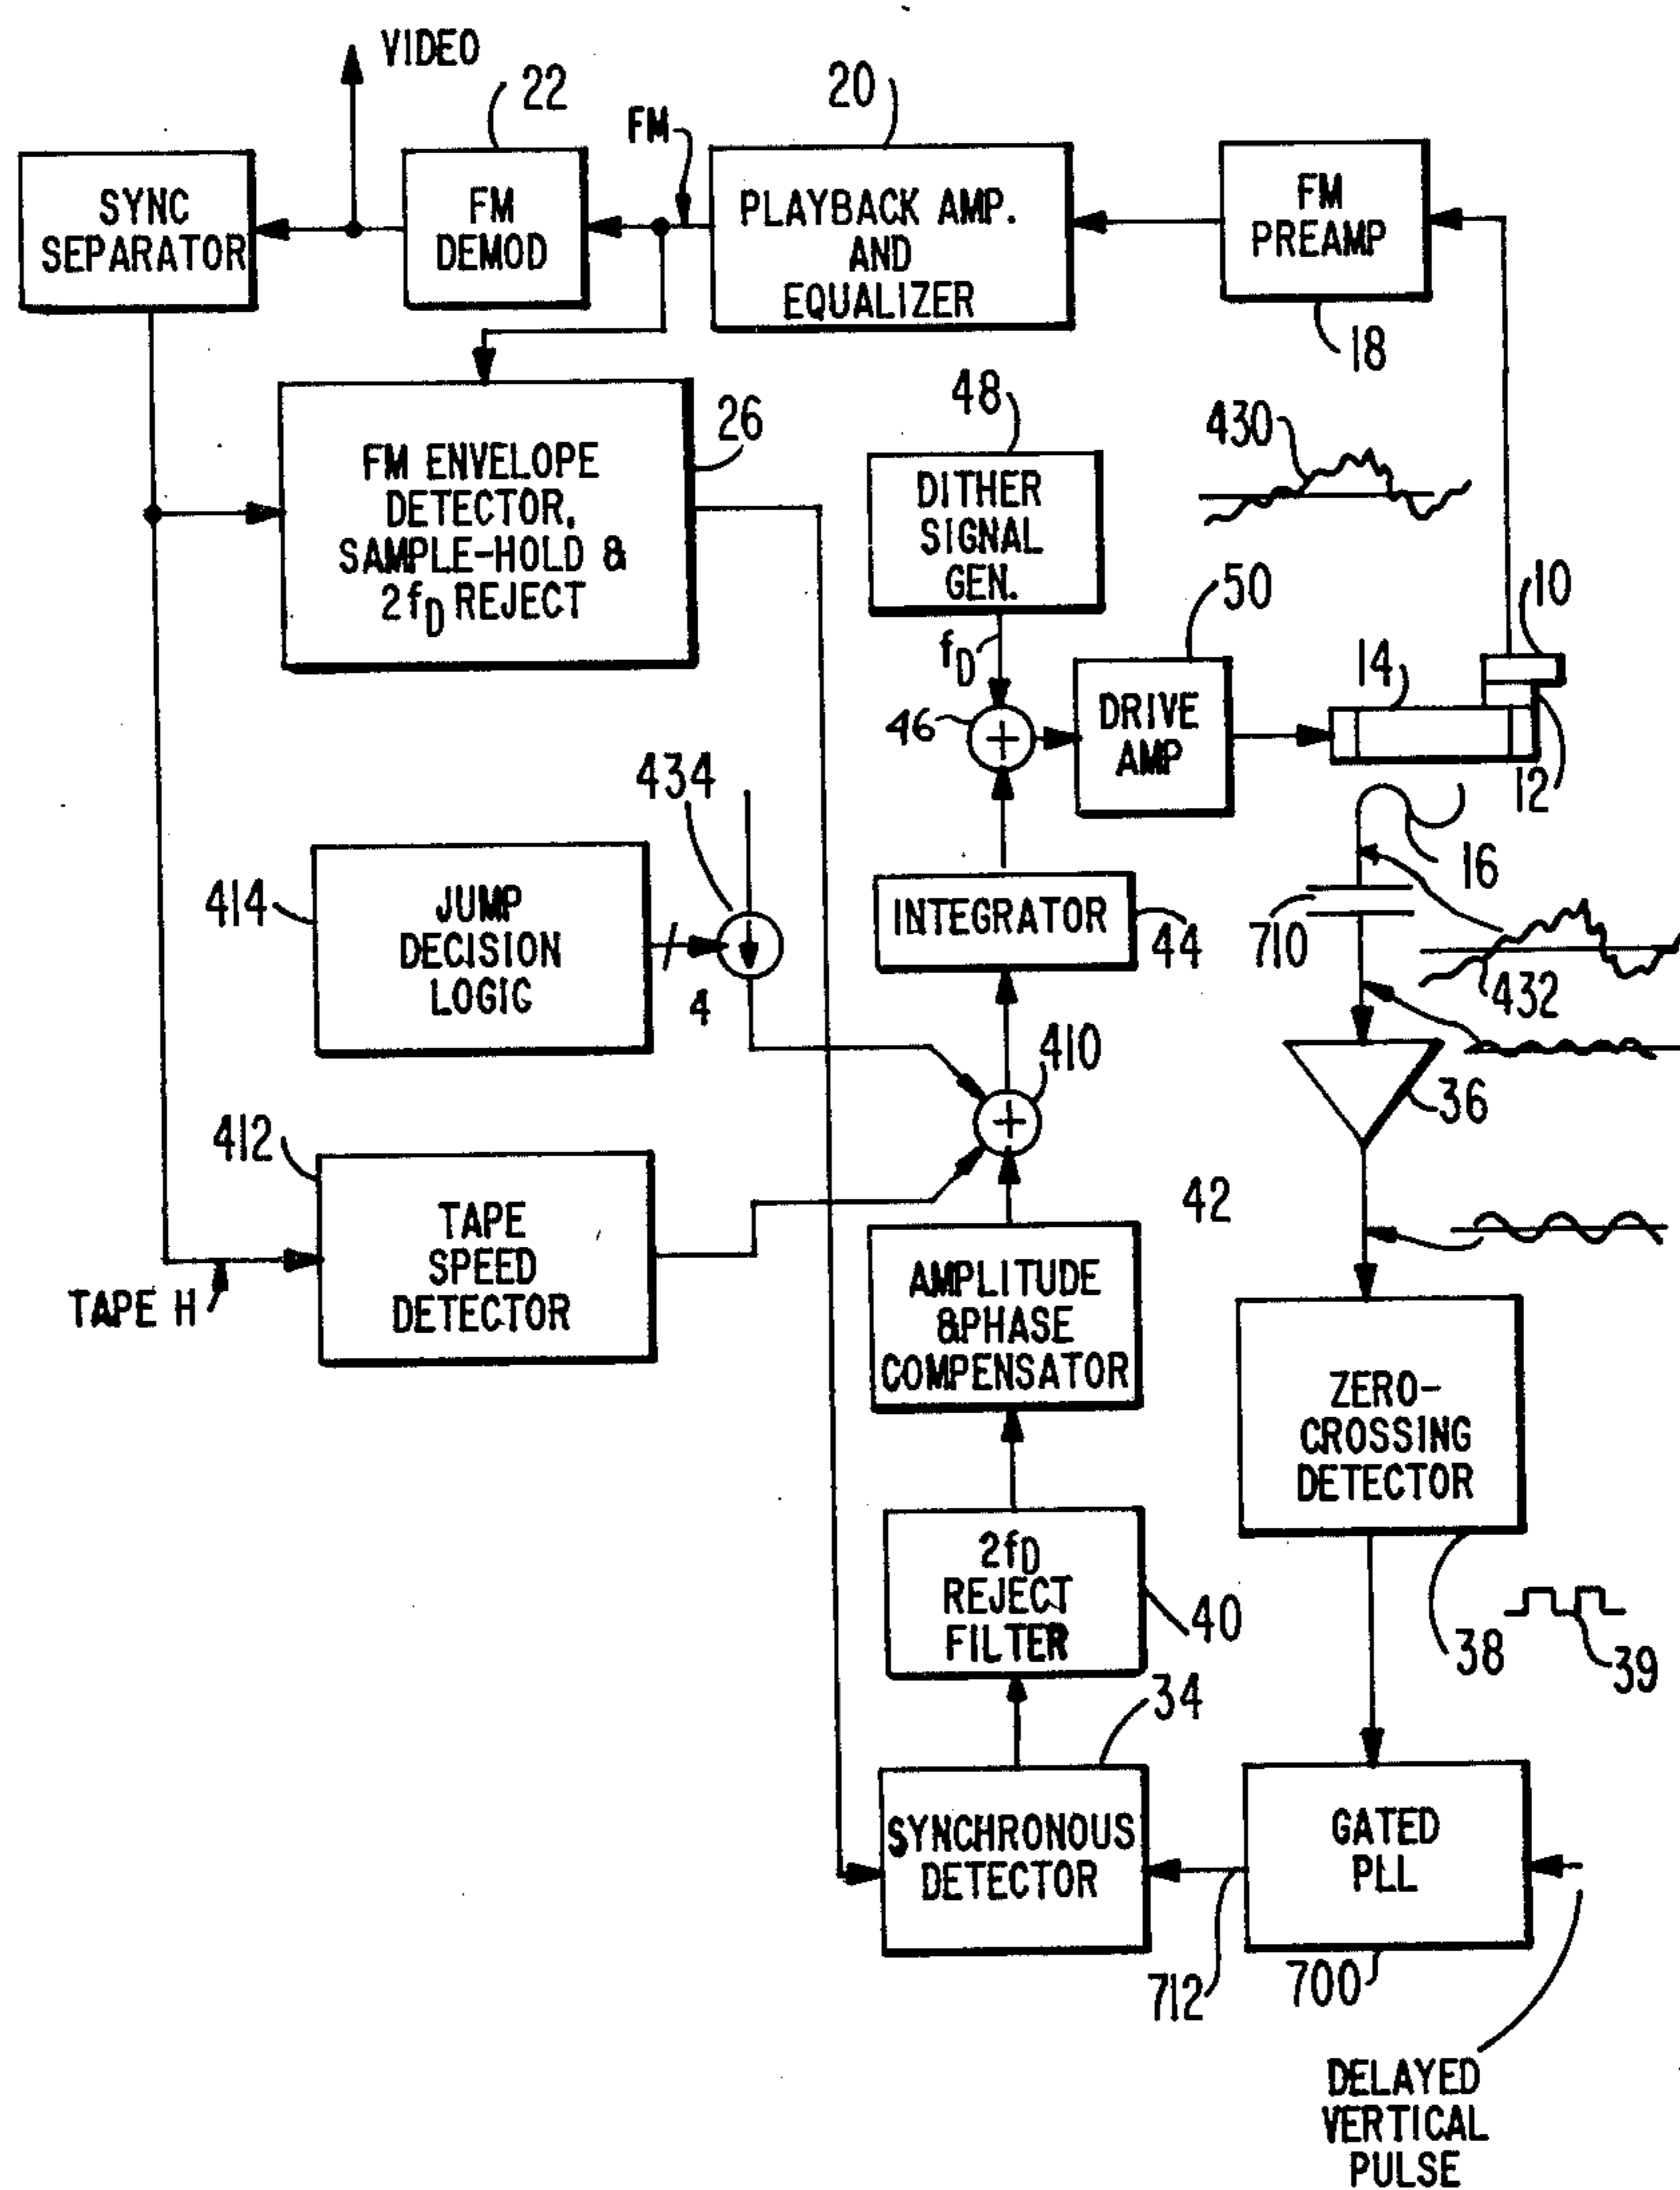 VIDEO
22
20
FM
SYNC
SEPARATOR
FM
DEMOD
PLAYBACK AMP.
AND
EQUALIZER
FM
PREAMP
18
48
26
430
FM ENVELOPE
DETECTOR,
SAMPLE-HOLD &
2fD REJECT
DITHER
SIGNAL
GEN.
50
10
fD
14
46
DRIVE
AMP
12
434
16
414
JUMP
DECISION
LOGIC
4
INTEGRATOR
44
710
432
410
36
412
42
TAPE
SPEED
DETECTOR
TAPE H
AMPLITUDE
&PHASE
COMPENSATOR
ZERO-
CROSSING
DETECTOR
2fD
REJECT
FILTER
40
38
39
34
SYNCHRONOUS
DETECTOR
GATED
PLL
712
700
DELAYED
VERTICAL
PULSE